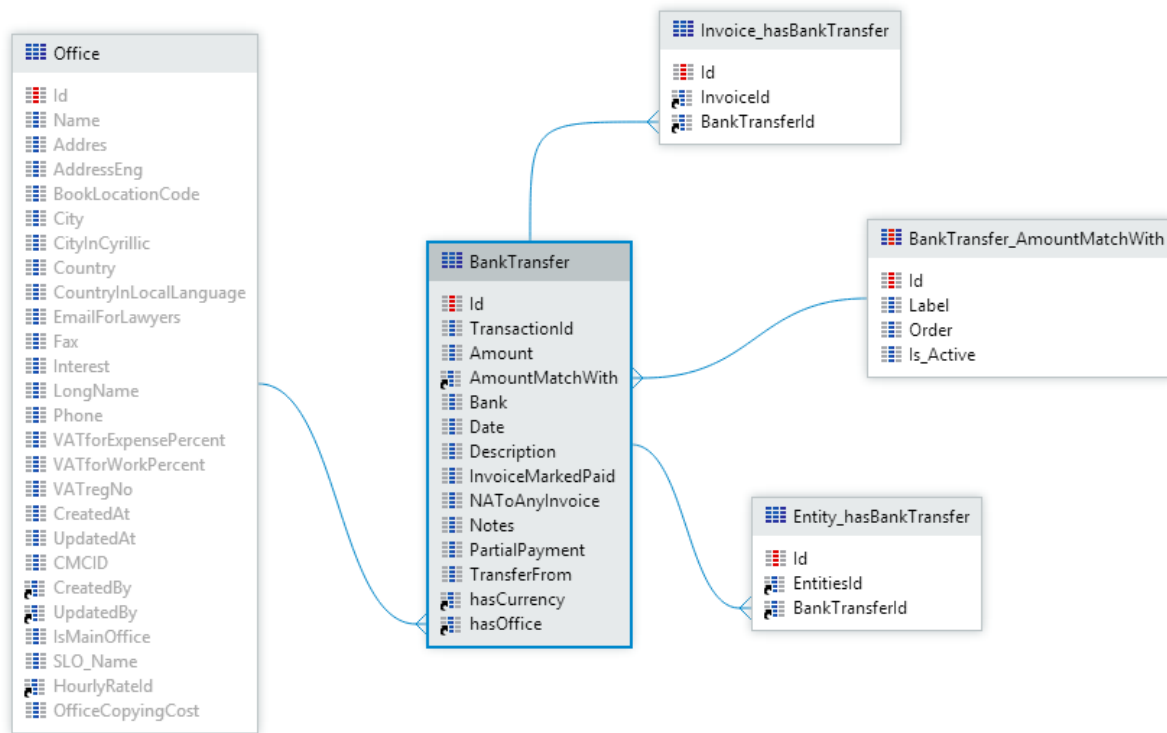 Office
Id
Name
Addres
AddressEng
BookLocationCode
City
CityInCyrillic
Country
CountryInLocalLanguage
EmailForLawyers
Fax
Interest
LongName
Phone
VATforExpensePercent
VATforWorkPercent
VATregNo
CreatedAt
UpdatedAt
CMCID
CreatedBy
UpdatedBy
IsMainOffice
SLO_Name
HourlyRateId
OfficeCopyingCost
BankTransfer
Id
TransactionId
Amount
AmountMatchWith
Bank
Date
Description
InvoiceMarkedPaid
NAToAnyInvoice
Notes
PartialPayment
TransferFrom
hasCurrency
hasOffice
Invoice_hasBankTransfer
Id
InvoiceId
BankTransferId
BankTransfer_AmountMatchWith
Id
Label
Order
Is_Active
Entity_hasBankTransfer
Id
EntitiesId
BankTransferId